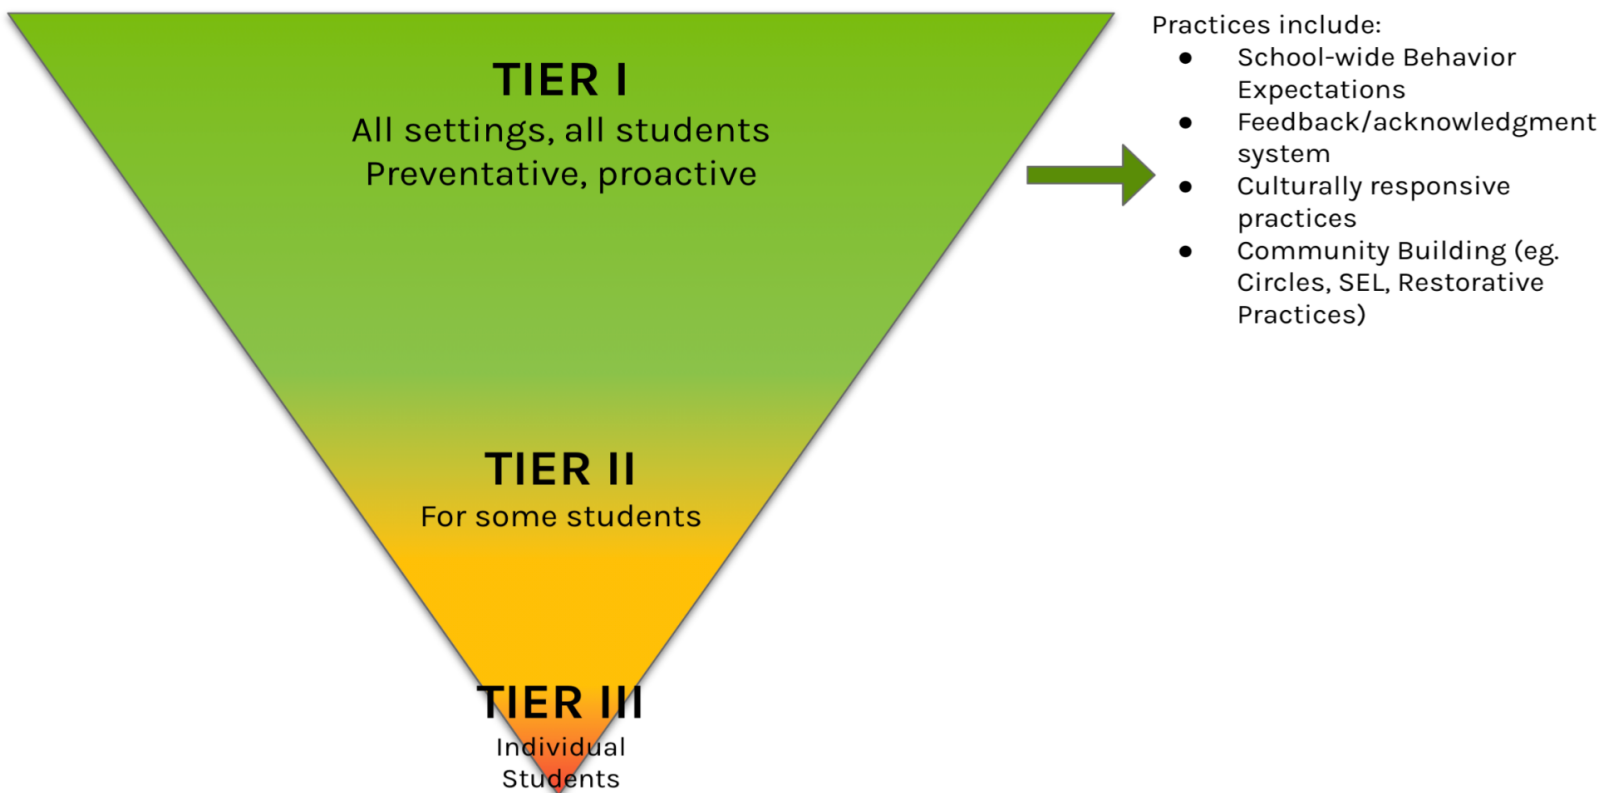 TIER I
All settings, all students
Preventative, proactive
TIER II
For some students
TIER III
Individual
Students
Practices include:
● School-wide Behavior
Expectations
● Feedback/acknowledgment
system
● Culturally responsive
practices
● Community Building (eg.
Circles, SEL, Restorative
Practices)